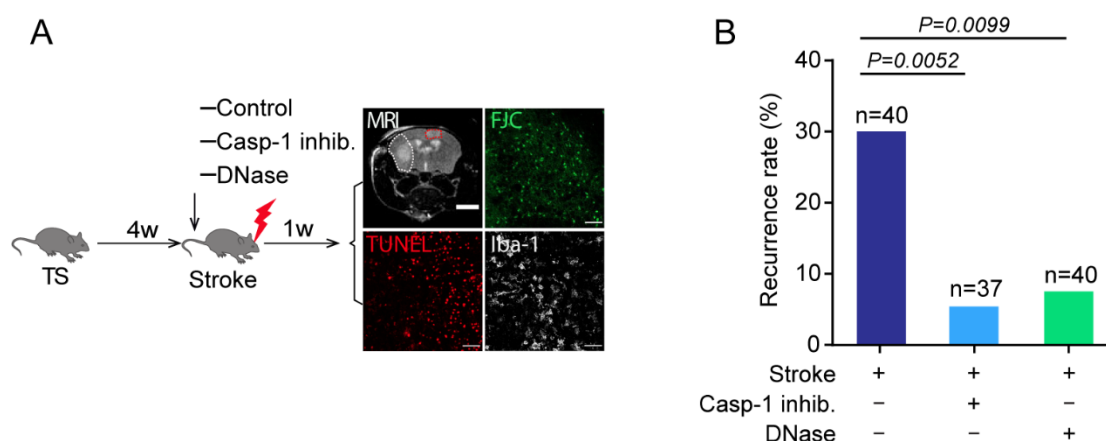 A
–Control
–Casp-1 inhib.
–DNase
4w
1w
TS
Stroke
MRI
FJC
TUNEL
Iba-1
B
P=0.0099
P=0.0052
Recurrence rate (%)
40
30
20
10
0
n=40
n=37
n=40
Stroke + + +
Casp-1 inhib. – + –
DNase – – +